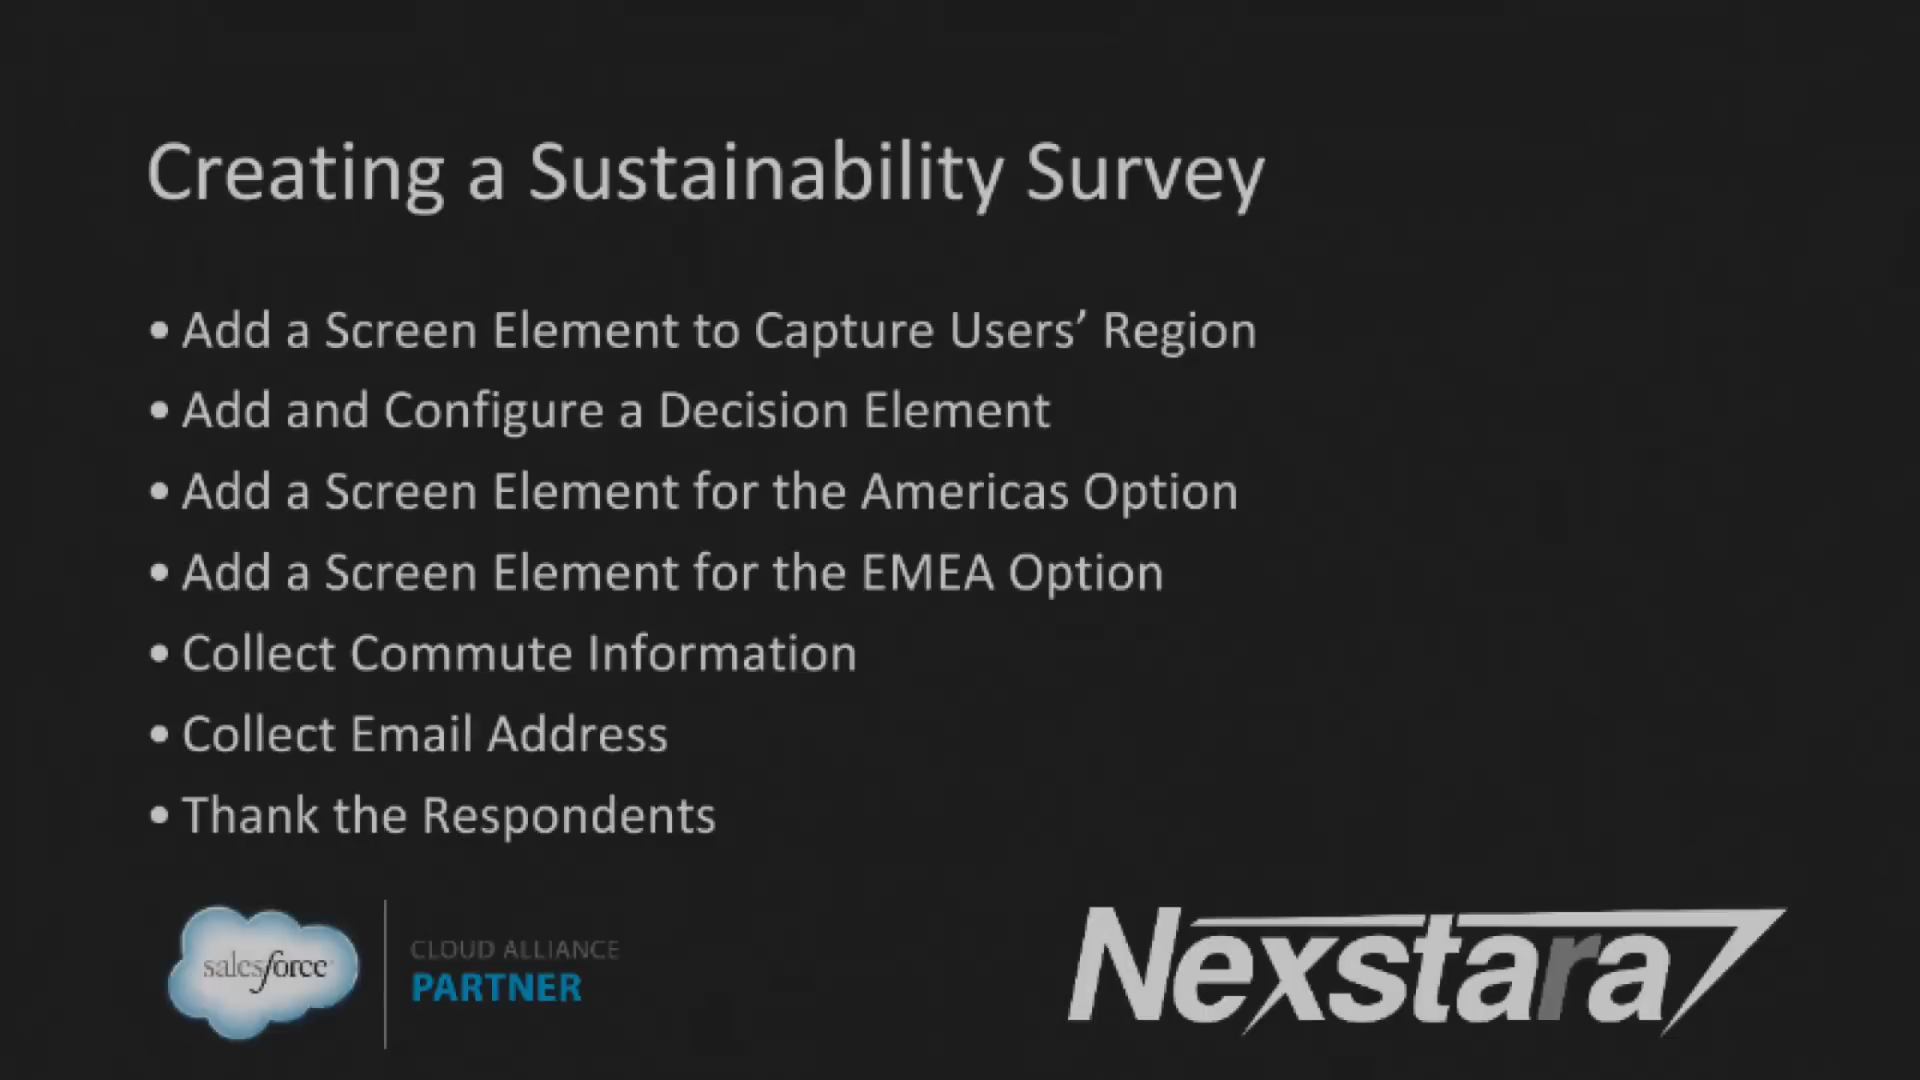 Creating a Sustainability Survey
• Add a Screen Element to Capture Users’ Region
• Add and Configure a Decision Element
• Add a Screen Element for the Americas Option
• Add a Screen Element for the EMEA Option
• Collect Commute Information
• Collect Email Address
• Thank the Respondents
salesforce
CLOUD ALLIANCE
PARTNER
Nexstara